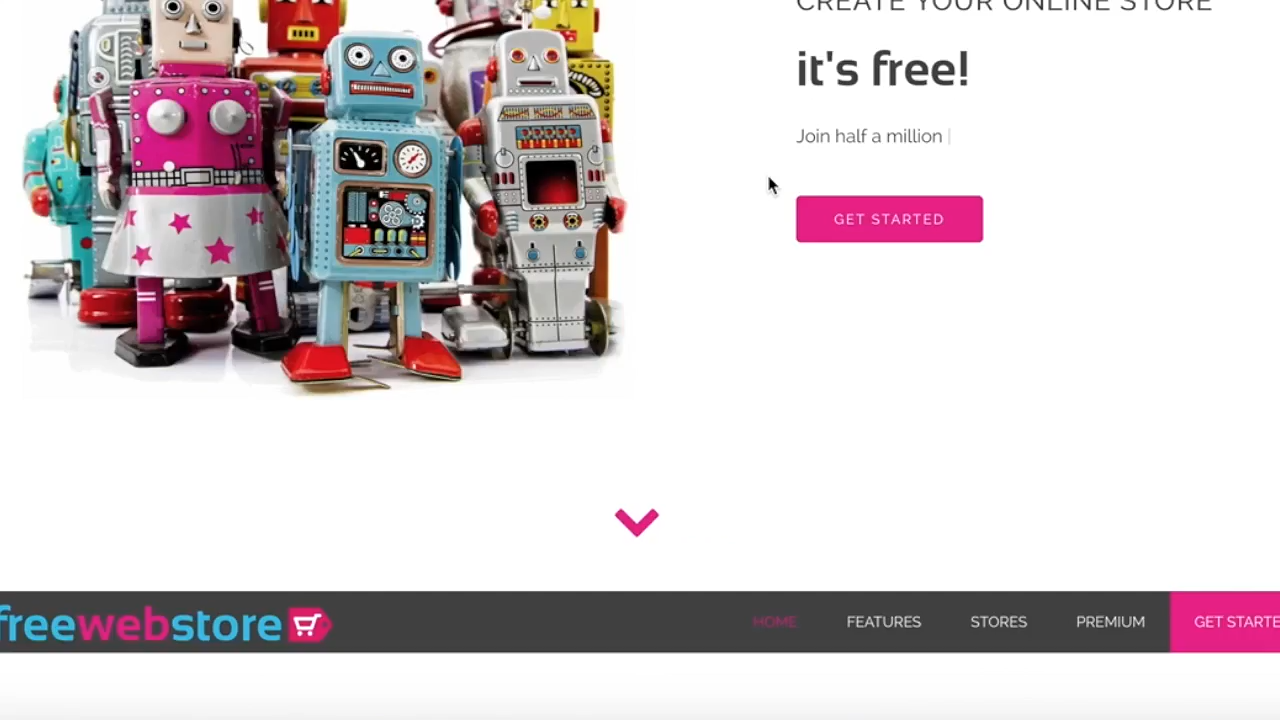 CREATE YOUR ONLINE STORE
it's free!
Join half a million
GET STARTED
freewebstore
HOME FEATURES STORES PREMIUM GET STARTE